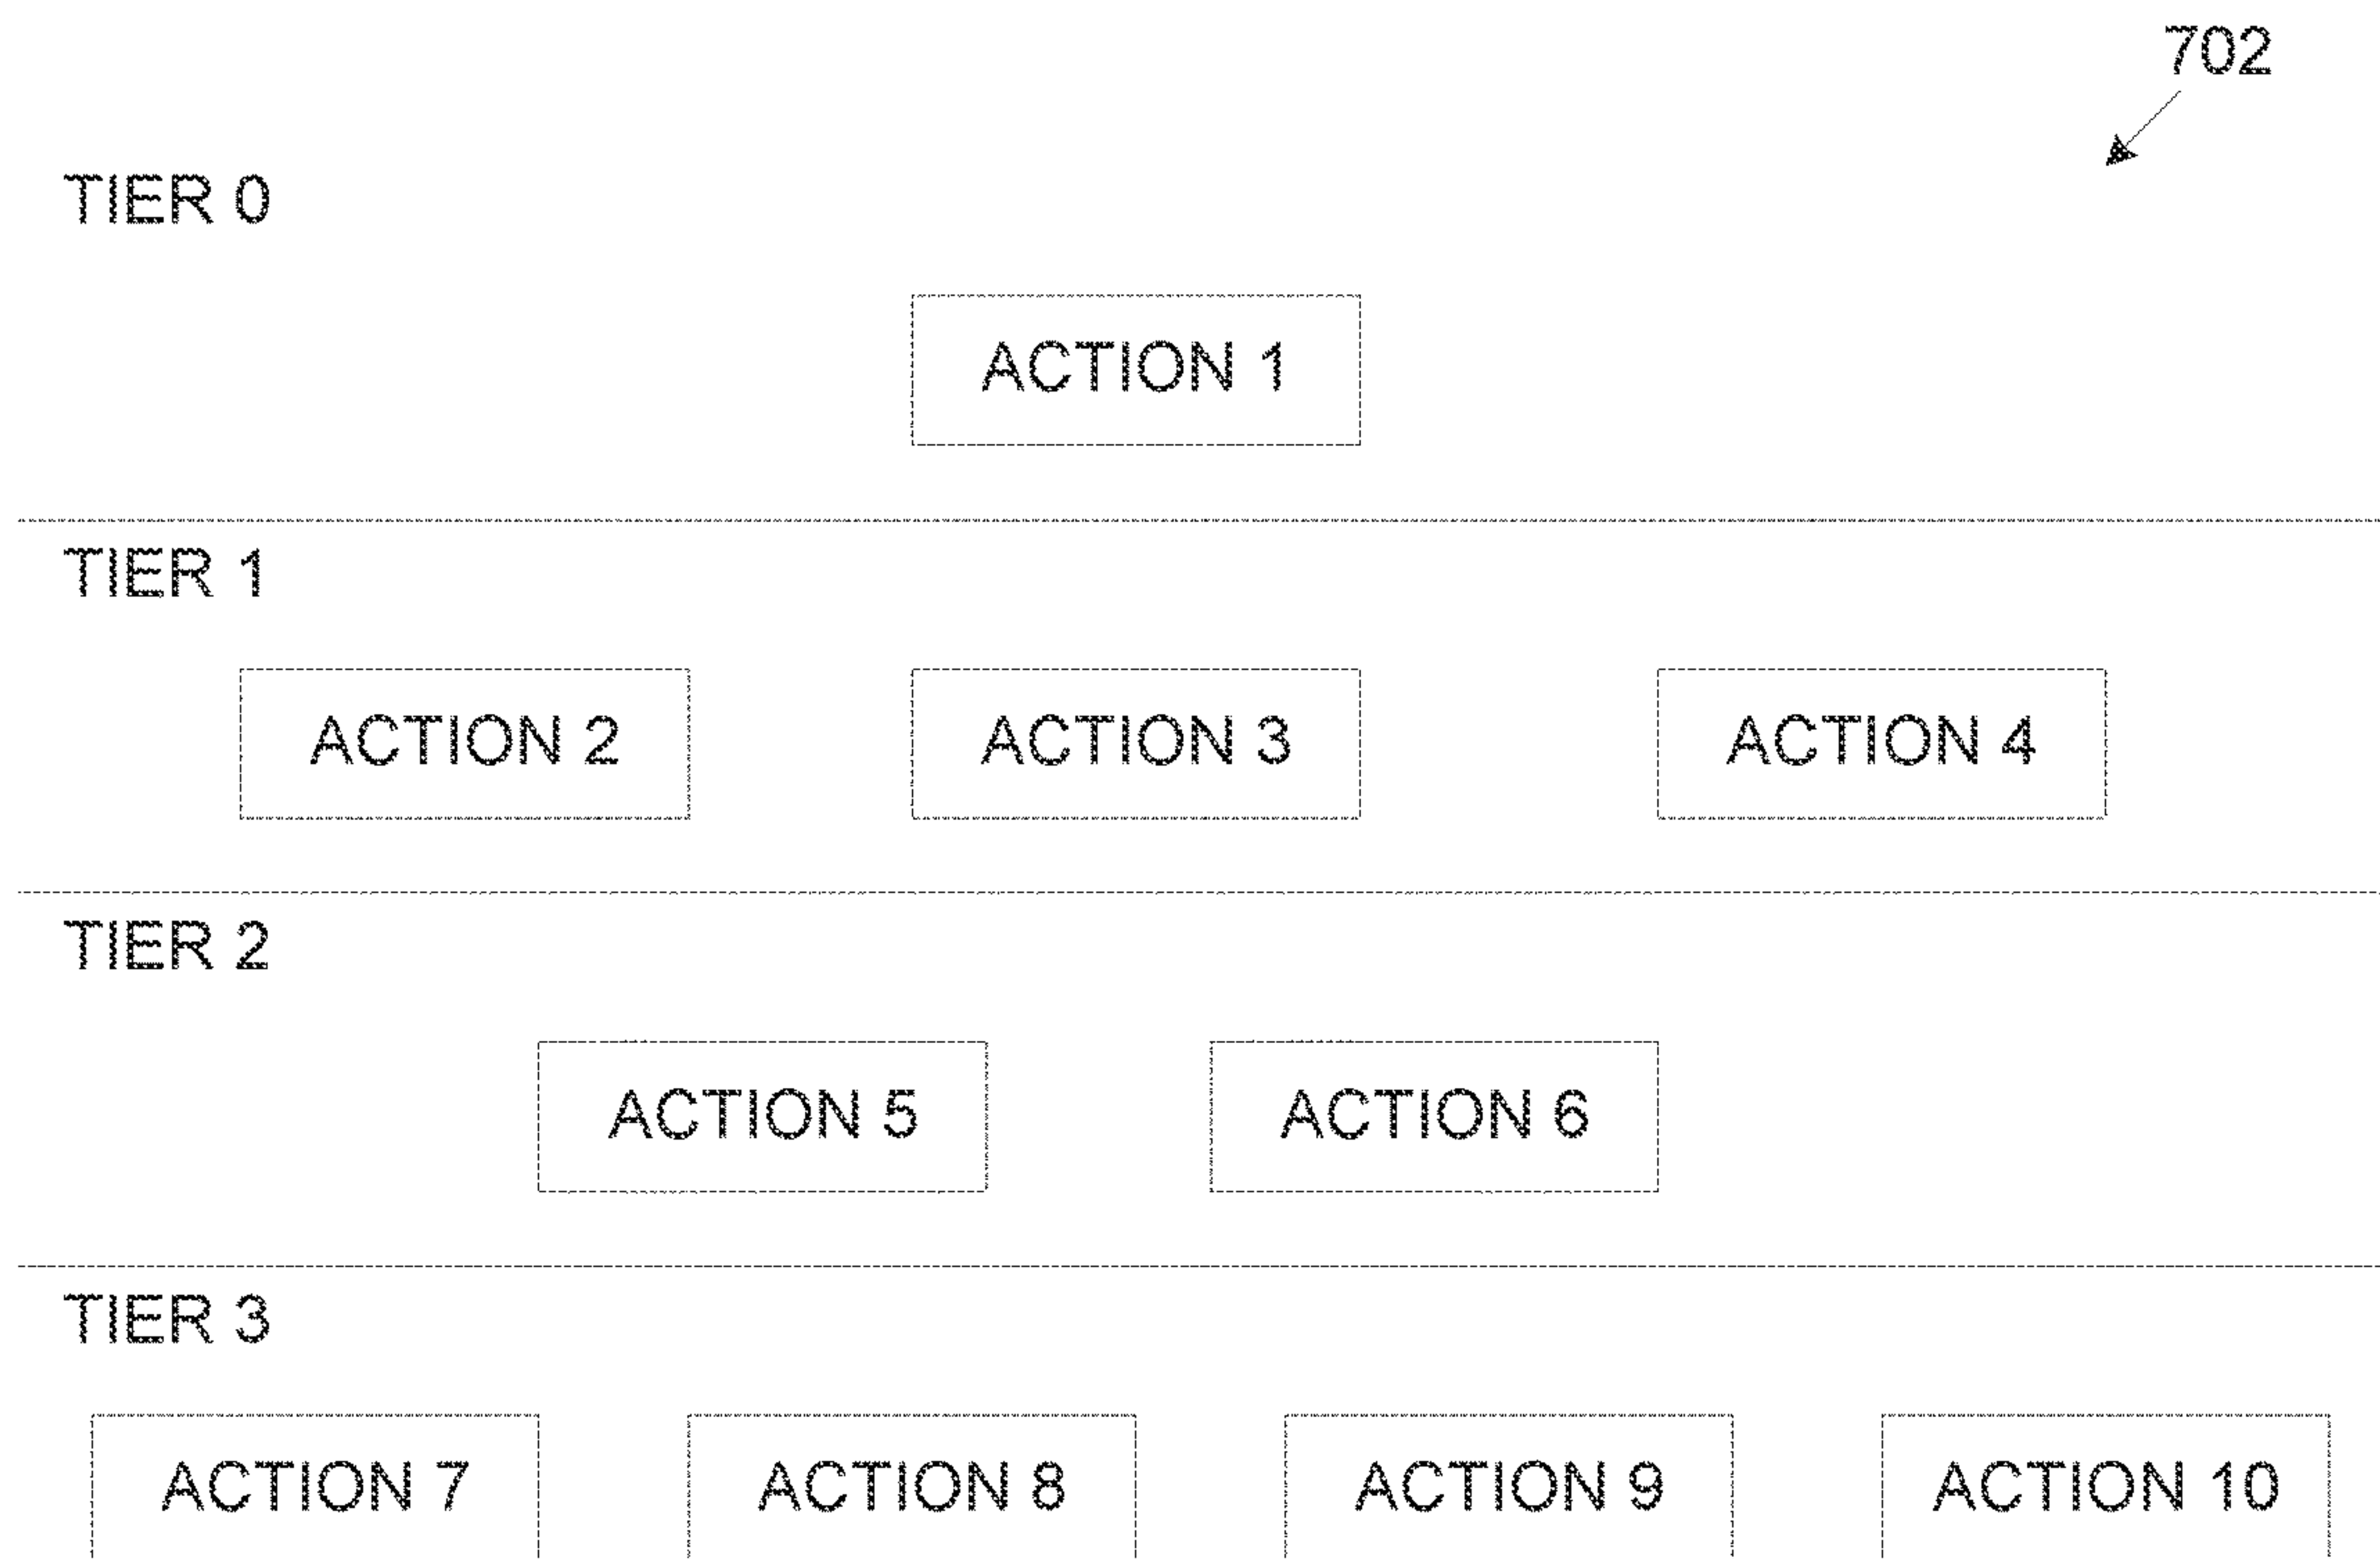 702
TIER 0
ACTION 1
TIER 1
ACTION 2 ACTION 3 ACTION 4
TIER 2
ACTION 5 ACTION 6
TIER 3
ACTION 7 ACTION 8 ACTION 9 ACTION 10